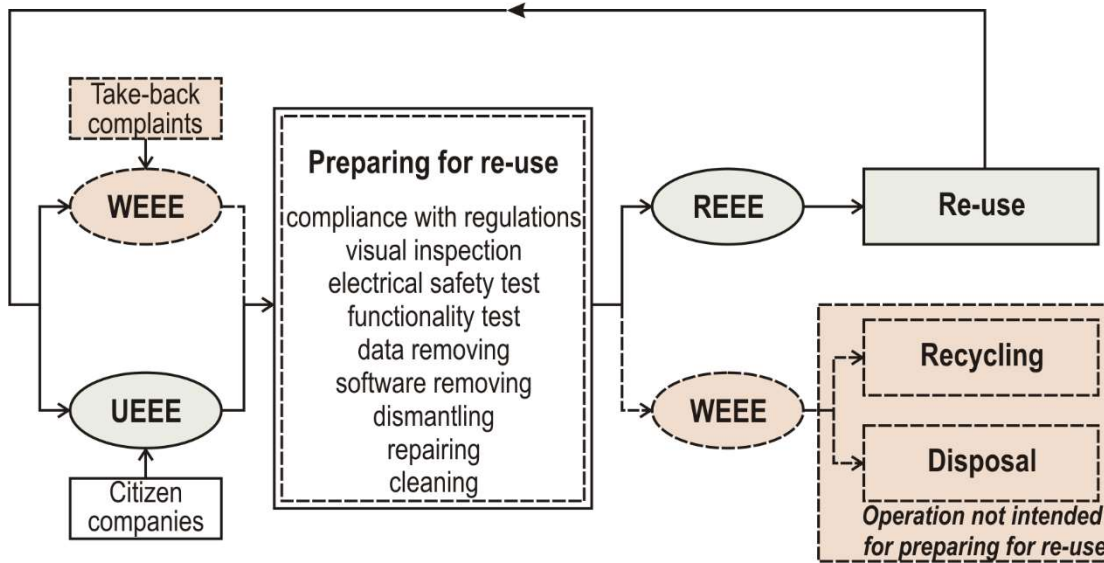 Take-back
complaints
WEEE
UEEE
Citizen
companies
Preparing for re-use
compliance with regulations
visual inspection
electrical safety test
functionality test
data removing
software removing
dismantling
repairing
cleaning
REEE
Re-use
WEEE
Recycling
Disposal
Operation not intended
for preparing for re-use